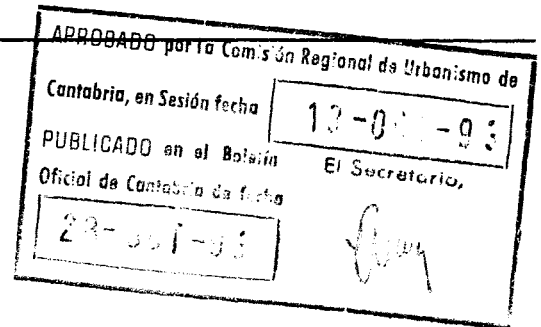 APROBADO por la Comisión Regional de Urbanismo de
Cantabria, en Sesión fecha
PUBLICADO en el Boletín
El Secretario,
Oficial de Cantabria de fecha